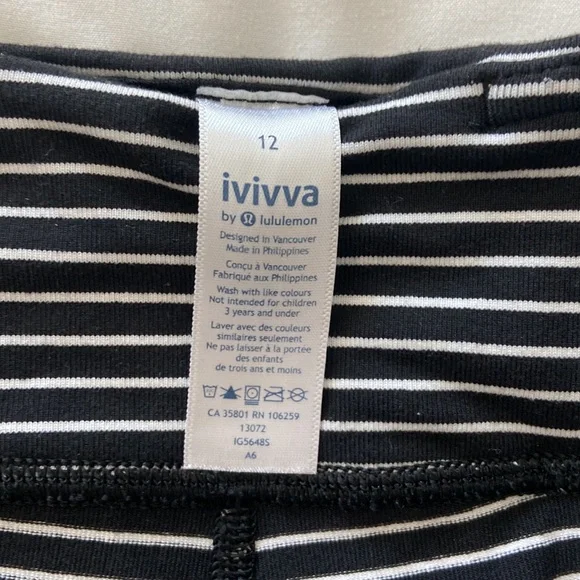 12
ivivva
by lululemon
Designed in Vancouver
Made in Philippines
Conçu à Vancouver
Fabriqué aux Philippines
Wash with like colours
Not intended for children
3 years and under
Laver avec des couleurs
similaires seulement
Ne pas laisser à la portée
des enfants
de trois ans et moins
CA 35801 RN 106259
13072
IG5648S
A6